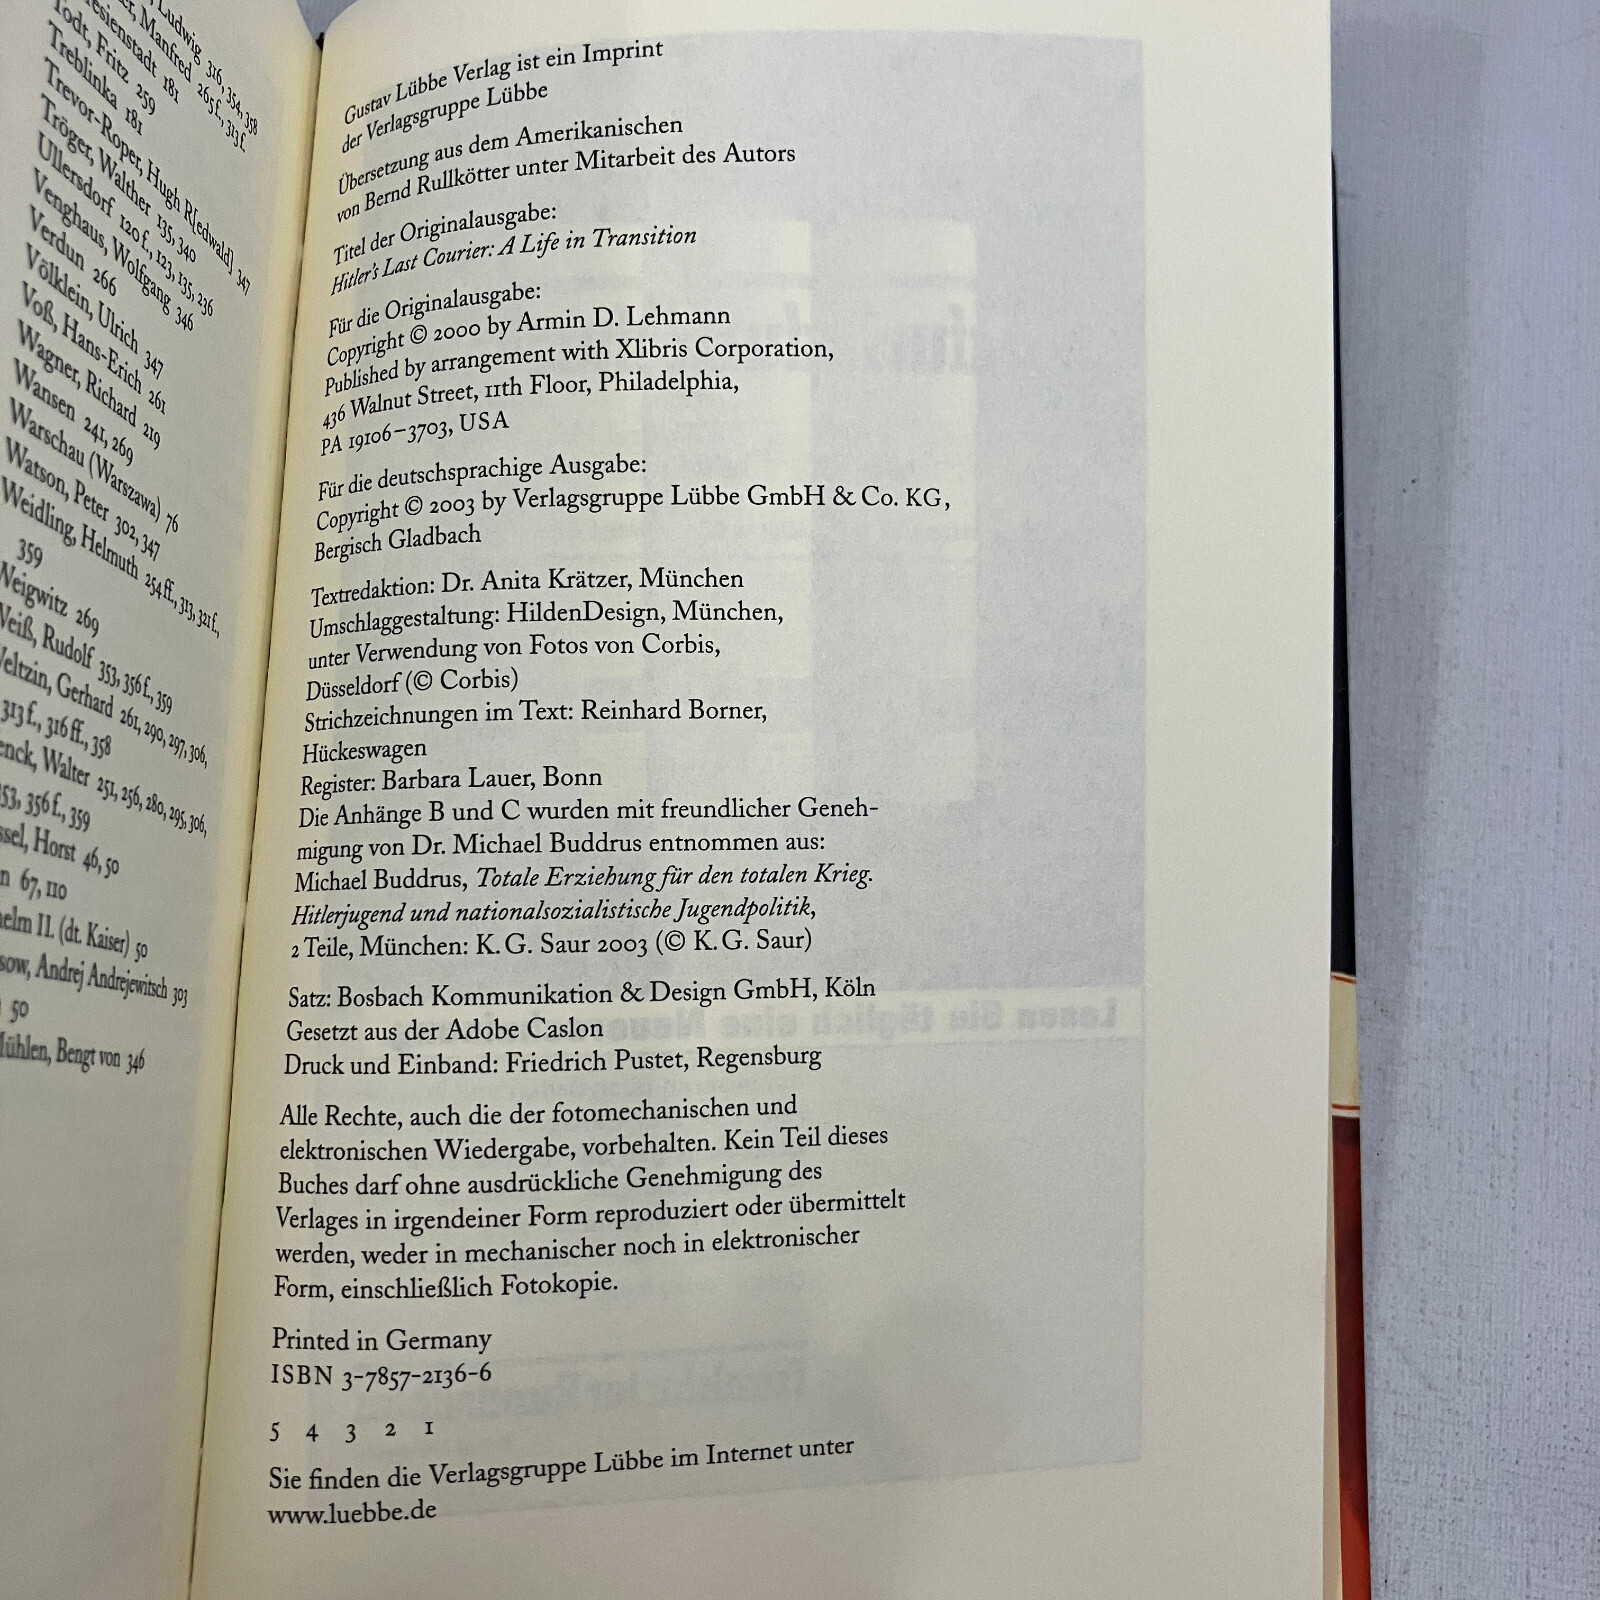 Ludwig 316, 354, 358
Manfred 265 f., 313 f.
esienstadt 181
Todt, Fritz 259
Treblinka 181
Trevor-Roper, Hugh R[edwald] 347
Tröger, Walther 135, 340
Ullersdorf 120 f., 123, 135, 236
Venghaus, Wolfgang 346
Verdun 266
Völklein, Ulrich 347
Voß, Hans-Erich 261
Wagner, Richard 219
Wansen 241, 269
Warschau (Warszawa) 76
Watson, Peter 302, 347
Weidling, Helmuth 254 ff., 313, 321 f.,
359
Weigwitz 269
Weiß, Rudolf 353, 356 f., 359
Weltzin, Gerhard 261, 290, 297, 306,
313 f., 316 ff., 358
enck, Walter 251, 256, 280, 295, 306,
353, 356 f., 359
ssel, Horst 46, 50
n 67, 110
helm II. (dt. Kaiser) 50
sow, Andrej Andrejewitsch 303
50
Mühlen, Bengt von 346
Gustav Lübbe Verlag ist ein Imprint
der Verlagsgruppe Lübbe
Übersetzung aus dem Amerikanischen
von Bernd Rullkötter unter Mitarbeit des Autors
Titel der Originalausgabe:
Hitler's Last Courier: A Life in Transition
Für die Originalausgabe:
Copyright © 2000 by Armin D. Lehmann
Published by arrangement with Xlibris Corporation,
436 Walnut Street, 11th Floor, Philadelphia,
PA 19106–3703, USA
Für die deutschsprachige Ausgabe:
Copyright © 2003 by Verlagsgruppe Lübbe GmbH & Co. KG,
Bergisch Gladbach
Textredaktion: Dr. Anita Krätzer, München
Umschlaggestaltung: HildenDesign, München,
unter Verwendung von Fotos von Corbis,
Düsseldorf (© Corbis)
Strichzeichnungen im Text: Reinhard Borner,
Hückeswagen
Register: Barbara Lauer, Bonn
Die Anhänge B und C wurden mit freundlicher Geneh-
migung von Dr. Michael Buddrus entnommen aus:
Michael Buddrus, Totale Erziehung für den totalen Krieg.
Hitlerjugend und nationalsozialistische Jugendpolitik,
2 Teile, München: K. G. Saur 2003 (© K. G. Saur)
Satz: Bosbach Kommunikation & Design GmbH, Köln
Gesetzt aus der Adobe Caslon
Druck und Einband: Friedrich Pustet, Regensburg
Alle Rechte, auch die der fotomechanischen und
elektronischen Wiedergabe, vorbehalten. Kein Teil dieses
Buches darf ohne ausdrückliche Genehmigung des
Verlages in irgendeiner Form reproduziert oder übermittelt
werden, weder in mechanischer noch in elektronischer
Form, einschließlich Fotokopie.
Printed in Germany
ISBN 3-7857-2136-6
5 4 3 2 1
Sie finden die Verlagsgruppe Lübbe im Internet unter
www.luebbe.de